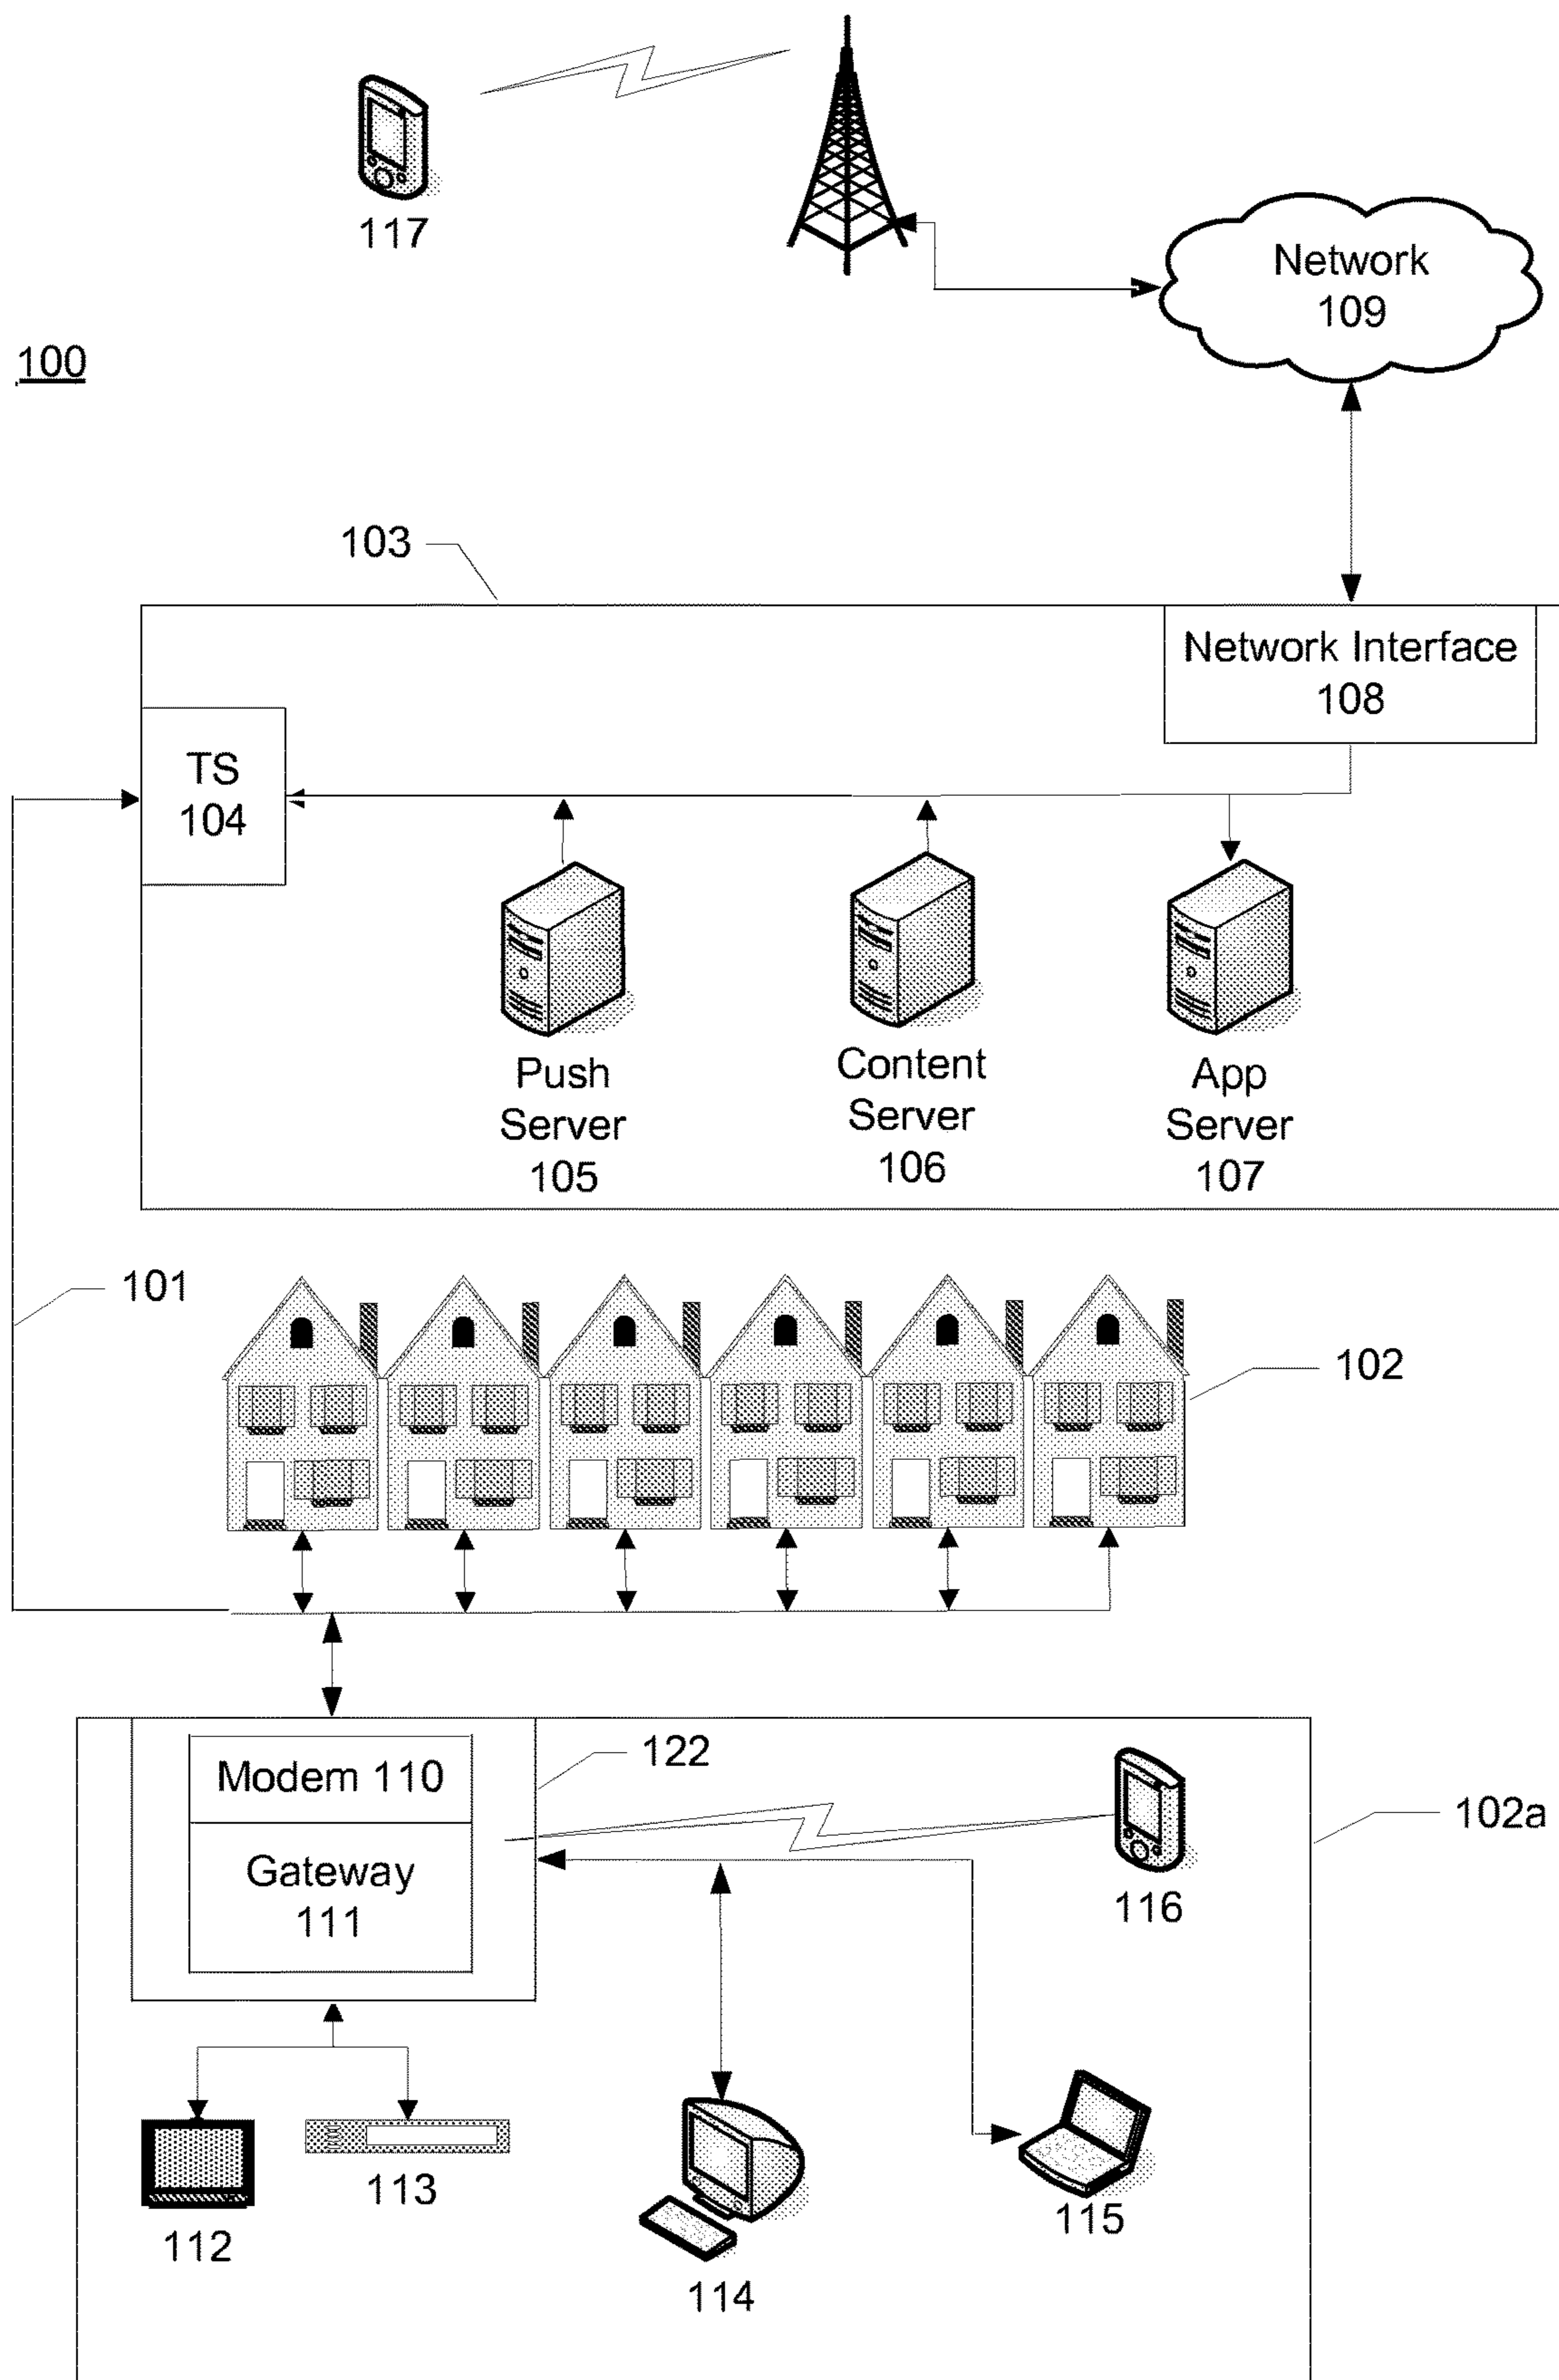 117
Network
109
100
103
Network Interface
108
TS
104
Push
Server
105
Content
Server
106
App
Server
107
101
102
122
Modem 110
102a
Gateway
111
116
113
115
112
114